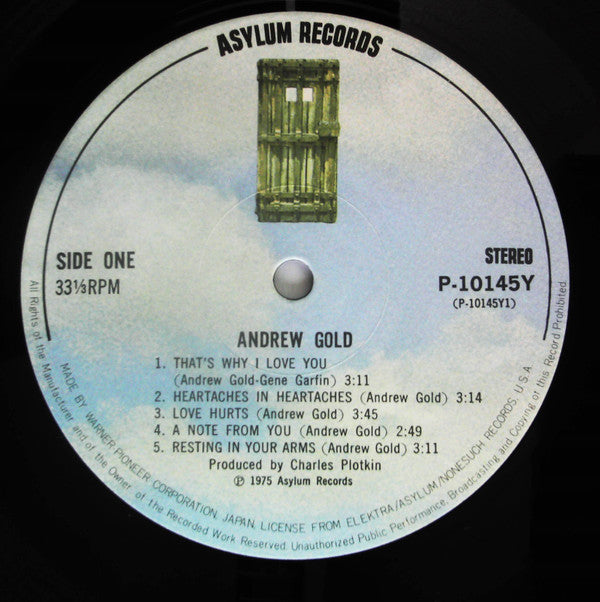 ASYLUM RECORDS
SIDE ONE
33⅓RPM
STEREO
P-10145Y
(P-10145Y1)
ANDREW GOLD
1. THAT'S WHY I LOVE YOU
(Andrew Gold-Gene Garfin) 3:11
2. HEARTACHES IN HEARTACHES (Andrew Gold) 3:14
3. LOVE HURTS (Andrew Gold) 3:45
4. A NOTE FROM YOU (Andrew Gold) 2:49
5. RESTING IN YOUR ARMS (Andrew Gold) 3:11
Produced by Charles Plotkin
Ⓟ 1975 Asylum Records
MADE BY WARNER PIONEER CORPORATION, JAPAN, LICENSE FROM ELEKTRA/ASYLUM/NONESUCH RECORDS, U.S.A.
All Rights of the Manufacturer and of the Owner of the Recorded Work Reserved. Unauthorized Public Performance, Broadcasting and Copying of this Record Prohibited.